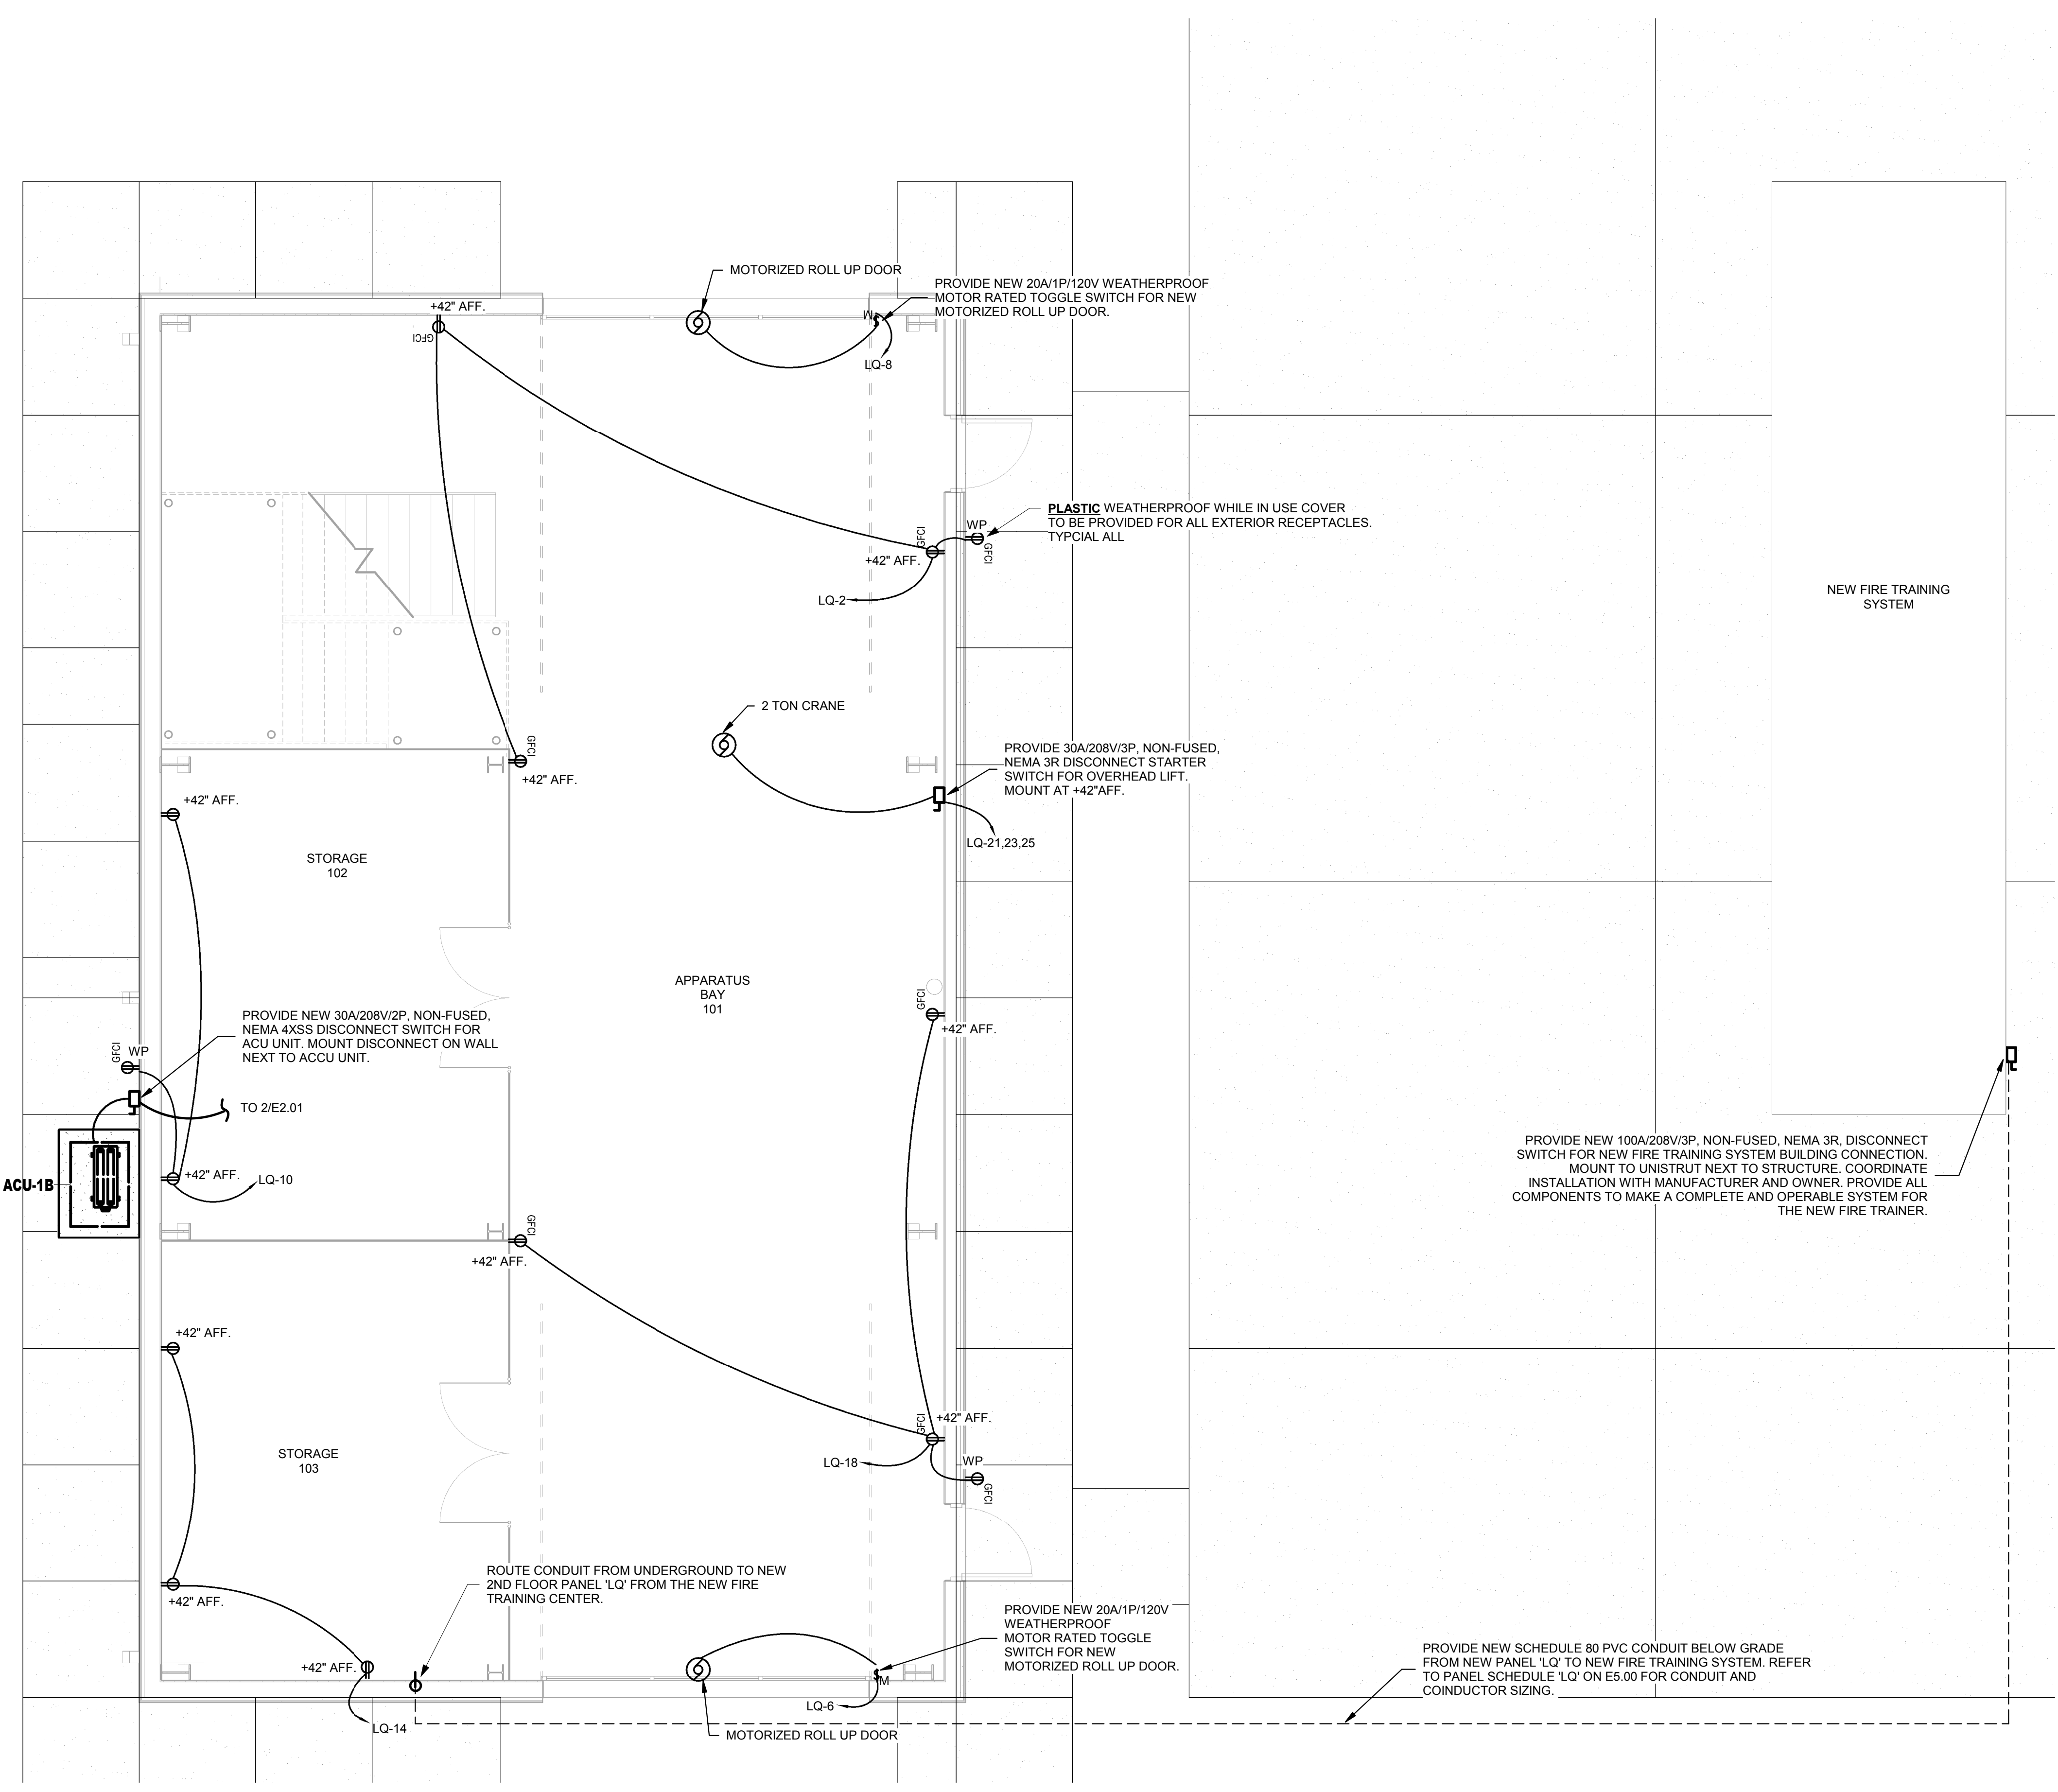 MOTORIZED ROLL UP DOOR
PROVIDE NEW 20A/1P/120V WEATHERPROOF
MOTOR RATED TOGGLE SWITCH FOR NEW
MOTORIZED ROLL UP DOOR.
+42" AFF.
GFCI
M
LQ-8
PLASTIC WEATHERPROOF WHILE IN USE COVER
TO BE PROVIDED FOR ALL EXTERIOR RECEPTACLES.
TYPCIAL ALL
GFCI
WP
GFCI
+42" AFF.
LQ-2
NEW FIRE TRAINING
SYSTEM
2 TON CRANE
GFCI
+42" AFF.
PROVIDE 30A/208V/3P, NON-FUSED,
NEMA 3R DISCONNECT STARTER
SWITCH FOR OVERHEAD LIFT.
MOUNT AT +42"AFF.
LQ-21,23,25
+42" AFF.
STORAGE
102
APPARATUS
BAY
101
GFCI
+42" AFF.
PROVIDE NEW 30A/208V/2P, NON-FUSED,
NEMA 4XSS DISCONNECT SWITCH FOR
ACU UNIT. MOUNT DISCONNECT ON WALL
NEXT TO ACCU UNIT.
GFCI
WP
TO 2/E2.01
ACU-1B
+42" AFF.
LQ-10
PROVIDE NEW 100A/208V/3P, NON-FUSED, NEMA 3R, DISCONNECT
SWITCH FOR NEW FIRE TRAINING SYSTEM BUILDING CONNECTION.
MOUNT TO UNISTRUT NEXT TO STRUCTURE. COORDINATE
INSTALLATION WITH MANUFACTURER AND OWNER. PROVIDE ALL
COMPONENTS TO MAKE A COMPLETE AND OPERABLE SYSTEM FOR
THE NEW FIRE TRAINER.
GFCI
+42" AFF.
+42" AFF.
STORAGE
103
GFCI
+42" AFF.
LQ-18
WP
GFCI
+42" AFF.
ROUTE CONDUIT FROM UNDERGROUND TO NEW
2ND FLOOR PANEL 'LQ' FROM THE NEW FIRE
TRAINING CENTER.
PROVIDE NEW 20A/1P/120V
WEATHERPROOF
MOTOR RATED TOGGLE
SWITCH FOR NEW
MOTORIZED ROLL UP DOOR.
+42" AFF.
M
LQ-6
LQ-14
MOTORIZED ROLL UP DOOR
PROVIDE NEW SCHEDULE 80 PVC CONDUIT BELOW GRADE
FROM NEW PANEL 'LQ' TO NEW FIRE TRAINING SYSTEM. REFER
TO PANEL SCHEDULE 'LQ' ON E5.00 FOR CONDUIT AND
COINDUCTOR SIZING.